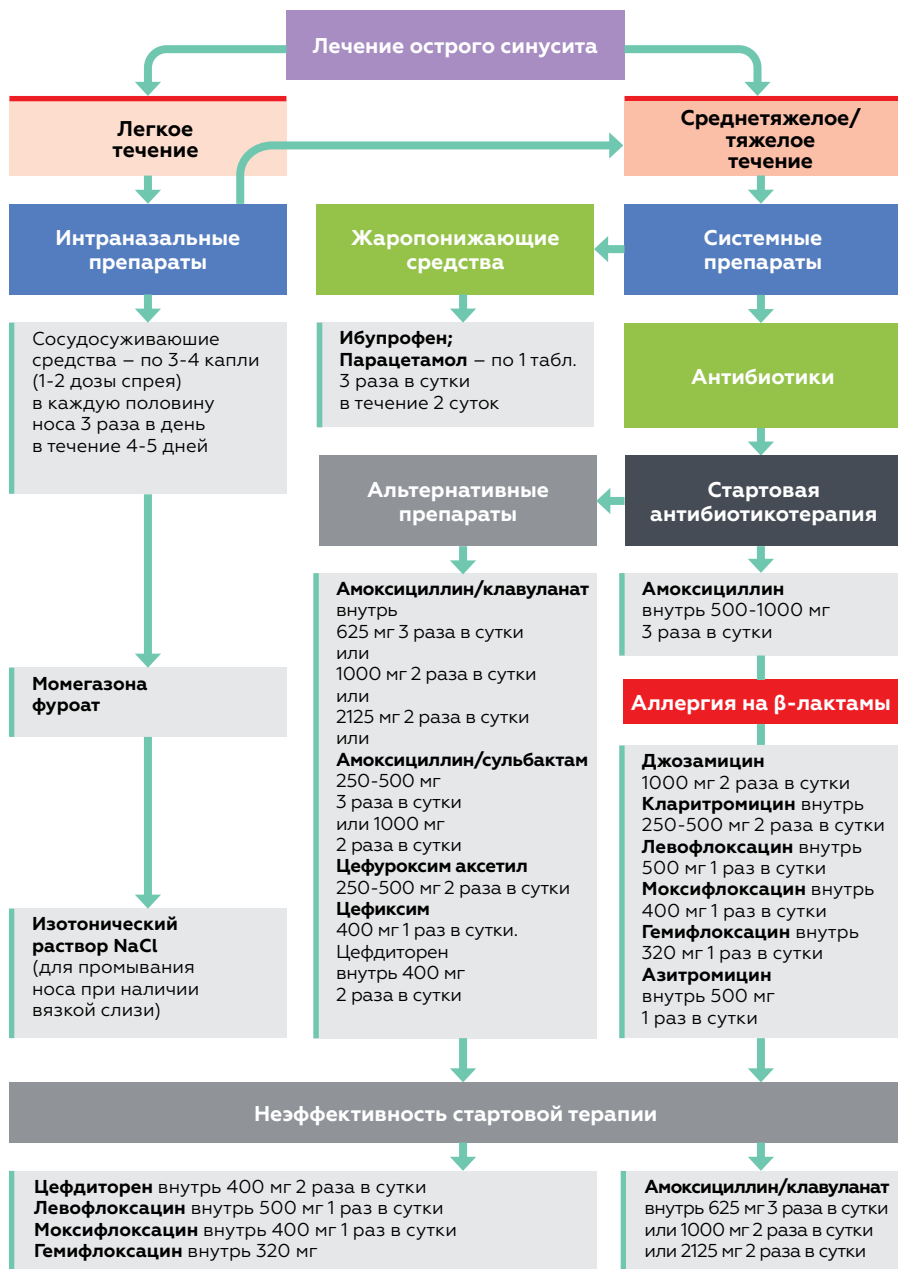 Лечение острого синусита
Легкое
течение
Среднетяжелое/
тяжелое
течение
Интраназальные
препараты
Жаропонижающие
средства
Системные
препараты
Сосудосуживаюшие
средства – по 3-4 капли
(1-2 дозы спрея)
в каждую половину
носа 3 раза в день
в течение 4-5 дней
Ибупрофен;
Парацетамол – по 1 табл.
3 раза в сутки
в течение 2 суток
Антибиотики
Альтернативные
препараты
Стартовая
антибиотикотерапия
Амоксициллин/клавуланат
внутрь
625 мг 3 раза в сутки
или
1000 мг 2 раза в сутки
или
2125 мг 2 раза в сутки
или
Амоксициллин/сульбактам
250-500 мг
3 раза в сутки
или 1000 мг
2 раза в сутки
Цефуроксим аксетил
250-500 мг 2 раза в сутки
Цефиксим
400 мг 1 раз в сутки.
Цефдиторен
внутрь 400 мг
2 раза в сутки
Амоксициллин
внутрь 500-1000 мг
3 раза в сутки
Момегазона
фуроат
Аллергия на β-лактамы
Джозамицин
1000 мг 2 раза в сутки
Кларитромицин внутрь
250-500 мг 2 раза в сутки
Левофлоксацин внутрь
500 мг 1 раз в сутки
Моксифлоксацин внутрь
400 мг 1 раз в сутки
Гемифлоксацин внутрь
320 мг 1 раз в сутки
Азитромицин
внутрь 500 мг
1 раз в сутки
Изотонический
раствор NaCl
(для промывания
носа при наличии
вязкой слизи)
Неэффективность стартовой терапии
Цефдиторен внутрь 400 мг 2 раза в сутки
Левофлоксацин внутрь 500 мг 1 раз в сутки
Моксифлоксацин внутрь 400 мг 1 раз в сутки
Гемифлоксацин внутрь 320 мг
Амоксициллин/клавуланат
внутрь 625 мг 3 раза в сутки
или 1000 мг 2 раза в сутки
или 2125 мг 2 раза в сутки